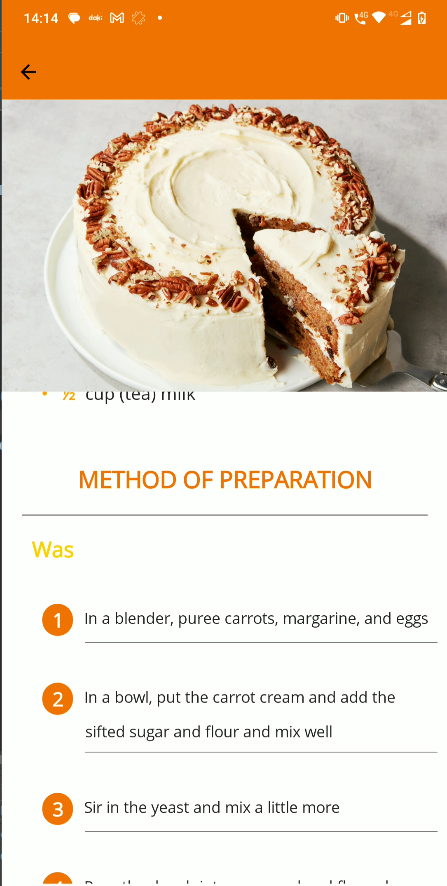 14:14
4G 4G
½ cup (tea) milk
METHOD OF PREPARATION
Was
1 In a blender, puree carrots, margarine, and eggs
2 In a bowl, put the carrot cream and add the
sifted sugar and flour and mix well
3 Sir in the yeast and mix a little more